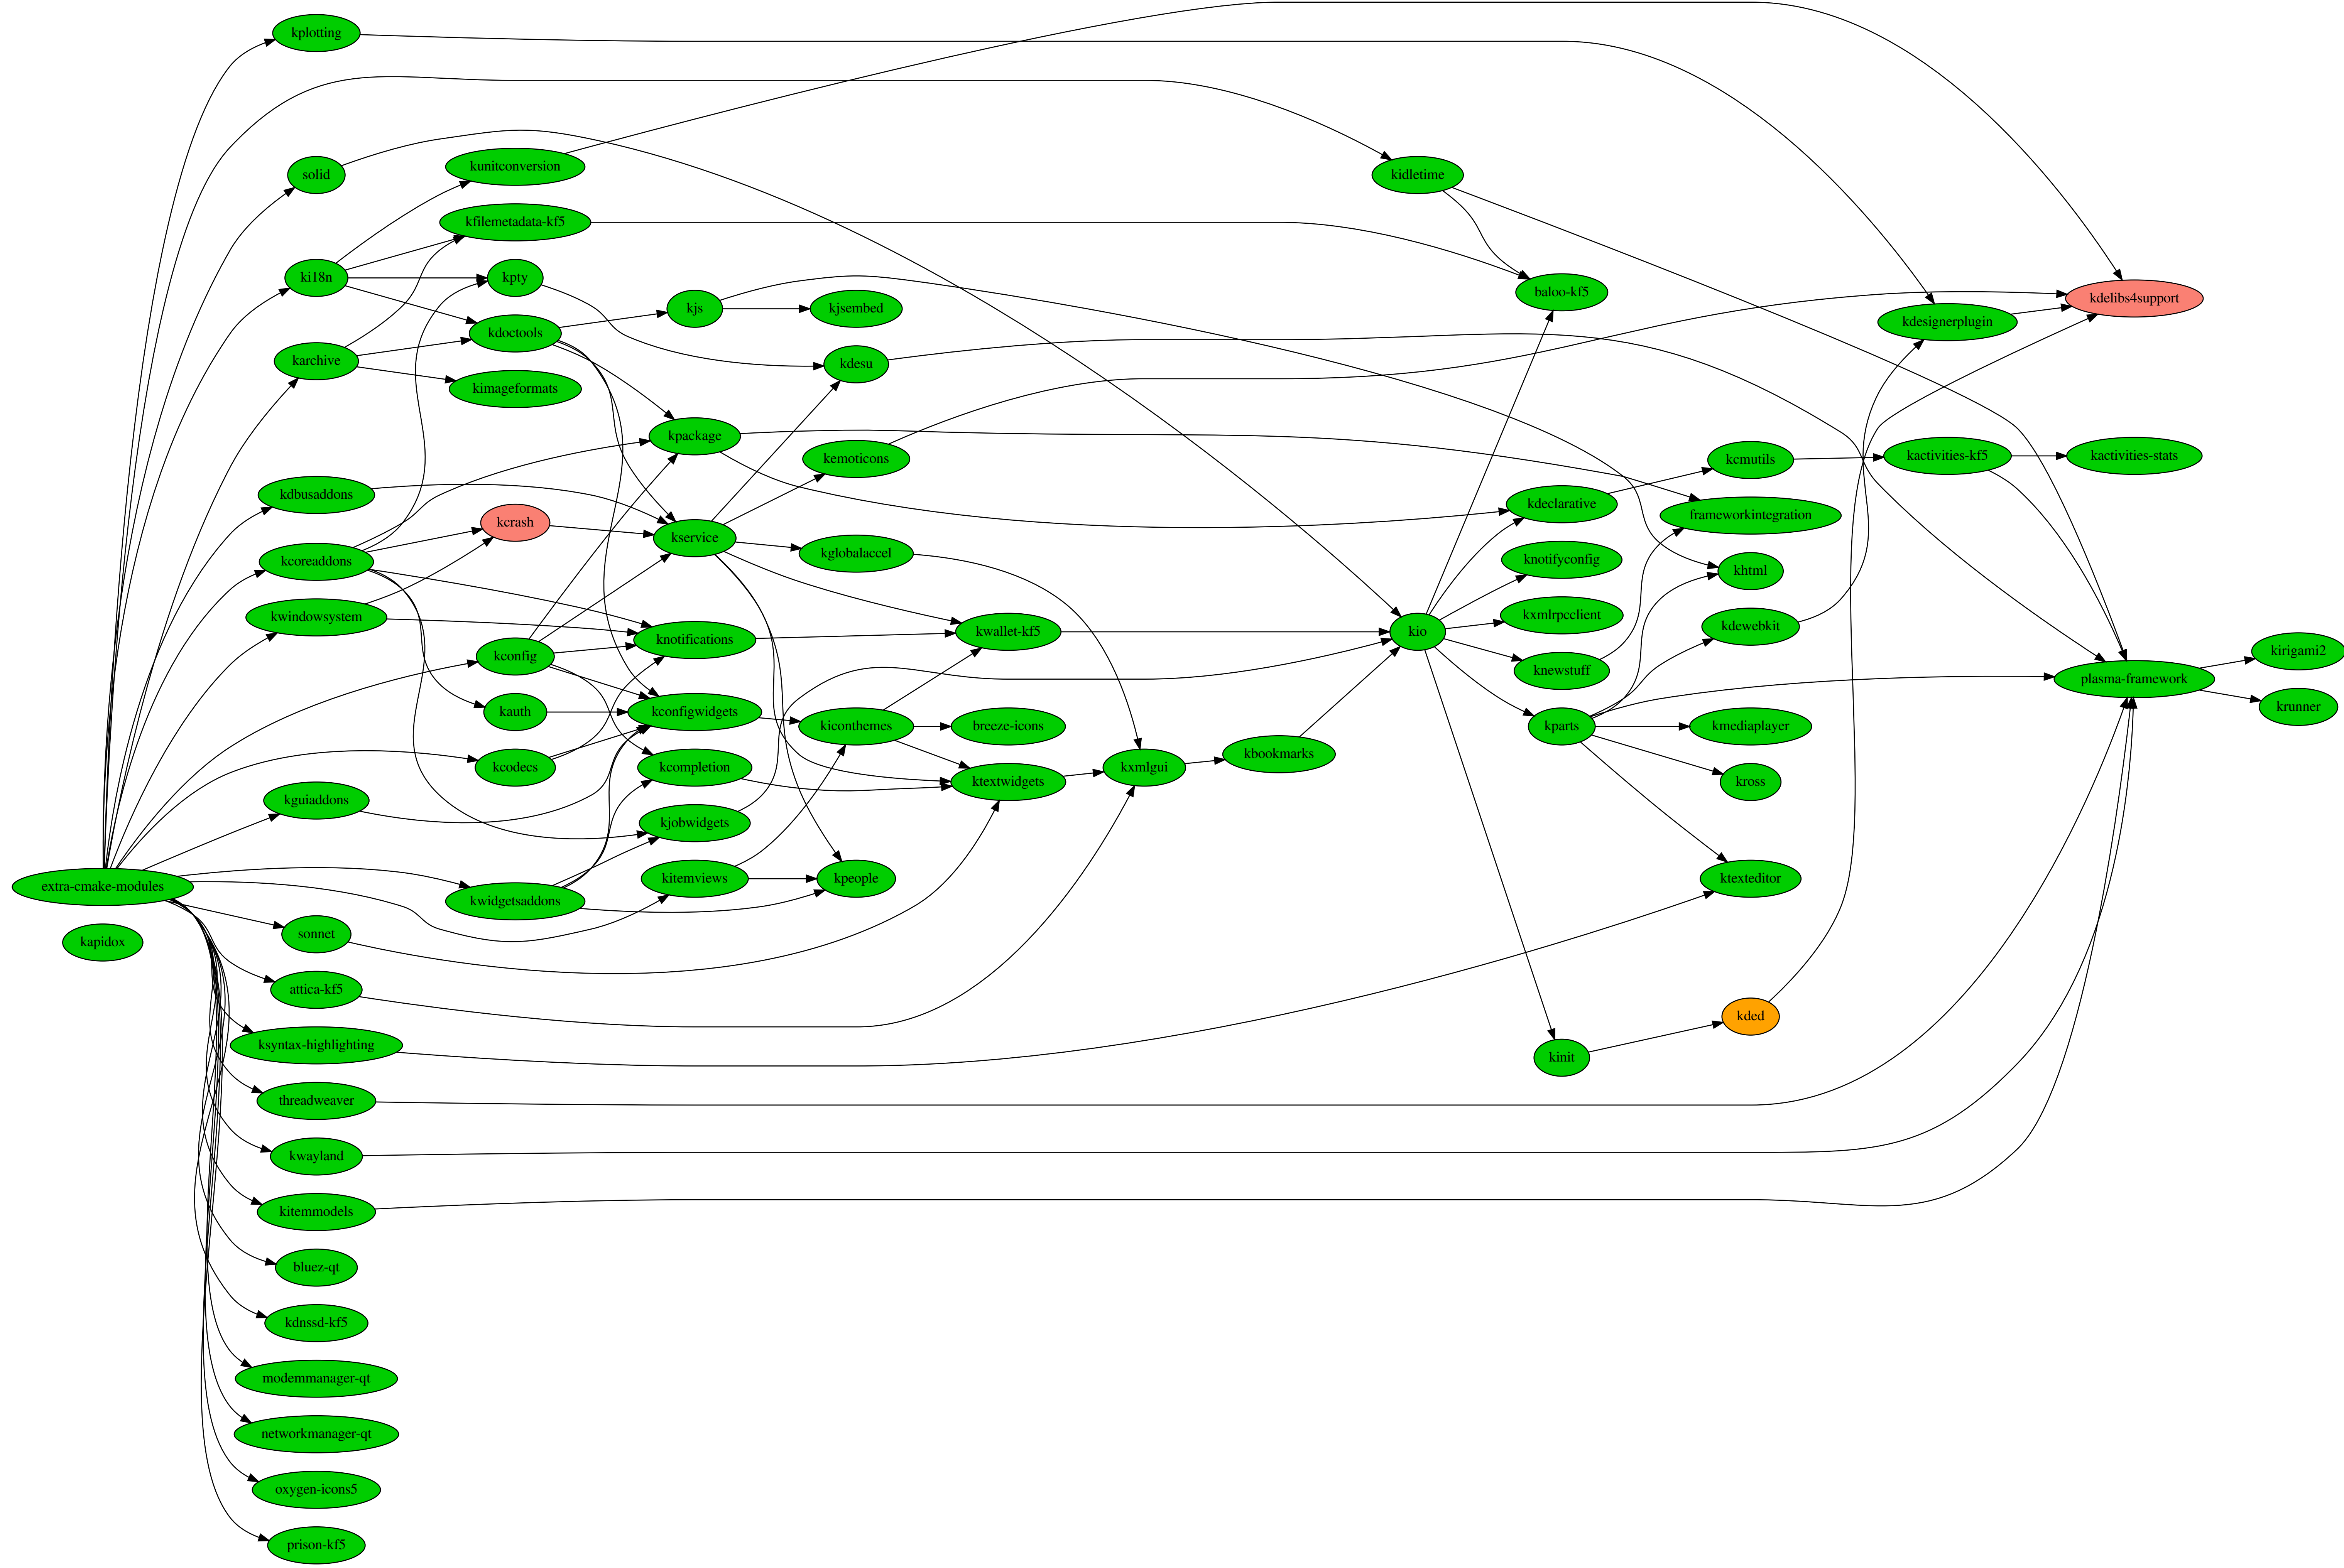 kplotting
solid
kunitconversion
kidletime
kfilemetadata-kf5
ki18n
kpty
baloo-kf5
kdelibs4support
kjs
kjsembed
kdesignerplugin
kdoctools
karchive
kdesu
kimageformats
kpackage
kemoticons
kcmutils
kactivities-kf5
kactivities-stats
kdbusaddons
kdeclarative
frameworkintegration
kcrash
kservice
kglobalaccel
knotifyconfig
kcoreaddons
khtml
kwindowsystem
kxmlrpcclient
knotifications
kwallet-kf5
kio
kdewebkit
kconfig
knewstuff
kirigami2
plasma-framework
krunner
kauth
kconfigwidgets
kiconthemes
breeze-icons
kparts
kmediaplayer
kbookmarks
kcodecs
kcompletion
kxmlgui
ktextwidgets
kross
kguiaddons
kjobwidgets
extra-cmake-modules
kitemviews
kpeople
ktexteditor
kwidgetsaddons
sonnet
kapidox
attica-kf5
kded
ksyntax-highlighting
kinit
threadweaver
kwayland
kitemmodels
bluez-qt
kdnssd-kf5
modemmanager-qt
networkmanager-qt
oxygen-icons5
prison-kf5